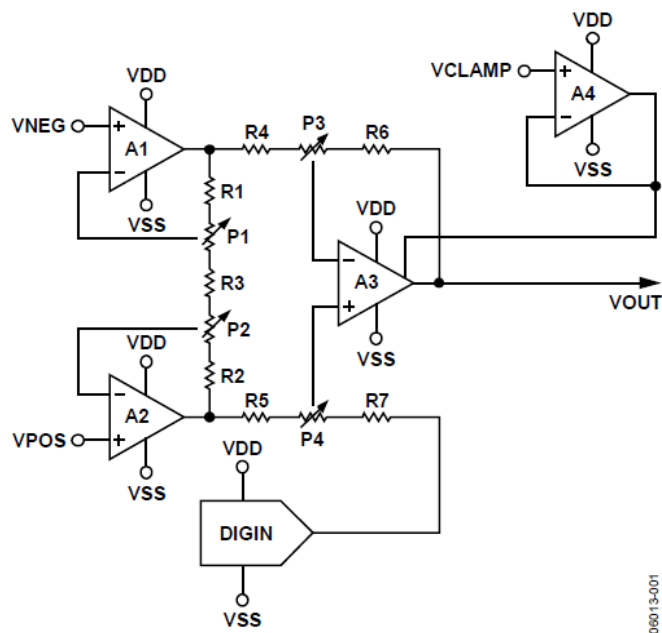 VDD
VNEG
+
A1
−
VSS
R4
P3
R6
R1
P1
R3
P2
R2
VDD
VCLAMP
+
A4
−
VSS
VDD
−
A3
+
VSS
VOUT
VDD
−
A2
+
VPOS
VSS
R5
P4
R7
VDD
DIGIN
VSS
06013-001